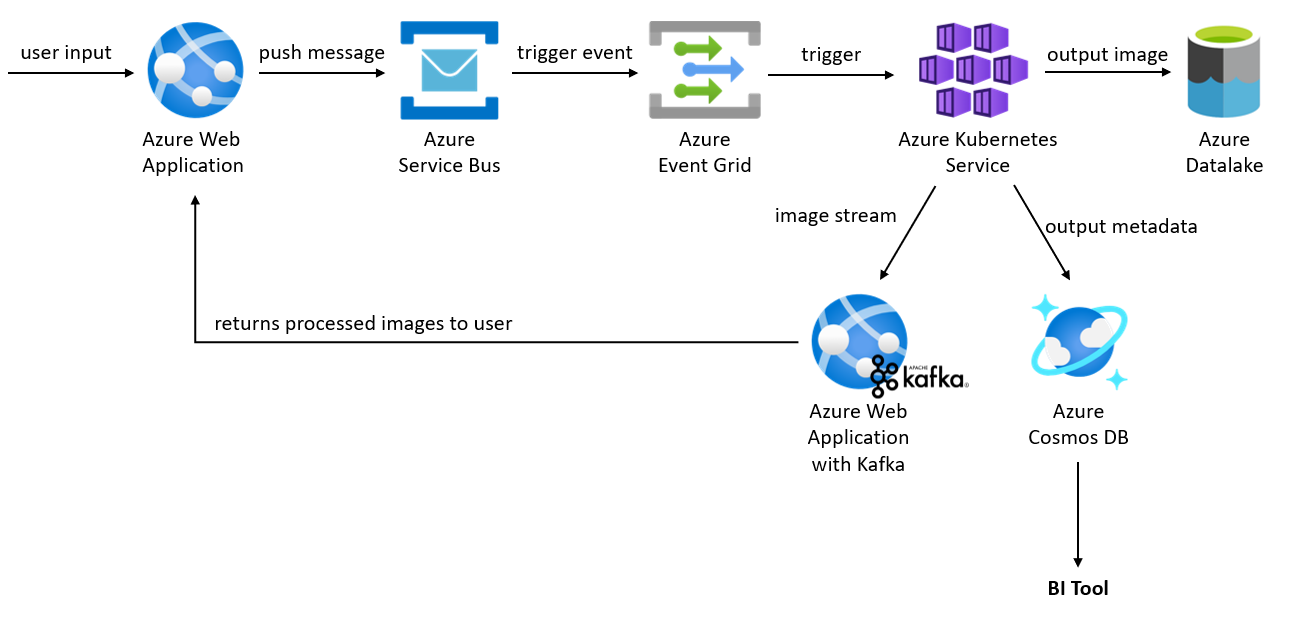 user input
push message
trigger event
trigger
output image
Azure Web
Application
Azure
Service Bus
Azure
Event Grid
Azure Kubernetes
Service
Azure
Datalake
image stream
output metadata
returns processed images to user
APACHE
kafka®
Azure Web
Application
with Kafka
Azure
Cosmos DB
BI Tool